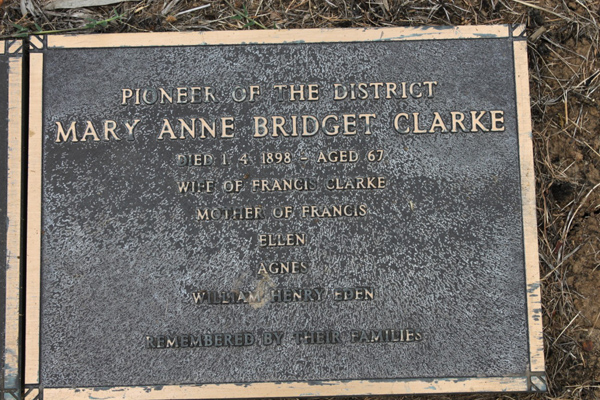 PIONEER OF THE DISTRICT
MARY ANNE BRIDGET CLARKE
DIED 1 4 1898 - AGED 67
WIFE OF FRANCIS CLARKE
MOTHER OF FRANCIS
ELLEN
AGNES
WILLIAM HENRY EDEN
REMEMBERED BY THEIR FAMILIES